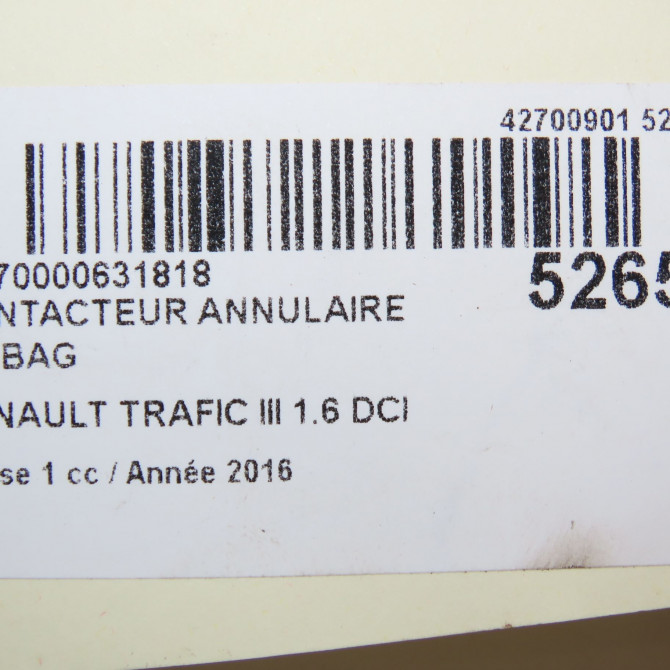 42700901 52
70000631818
5265
NTACTEUR ANNULAIRE
BAG
NAULT TRAFIC III 1.6 DCI
se 1 cc / Année 2016